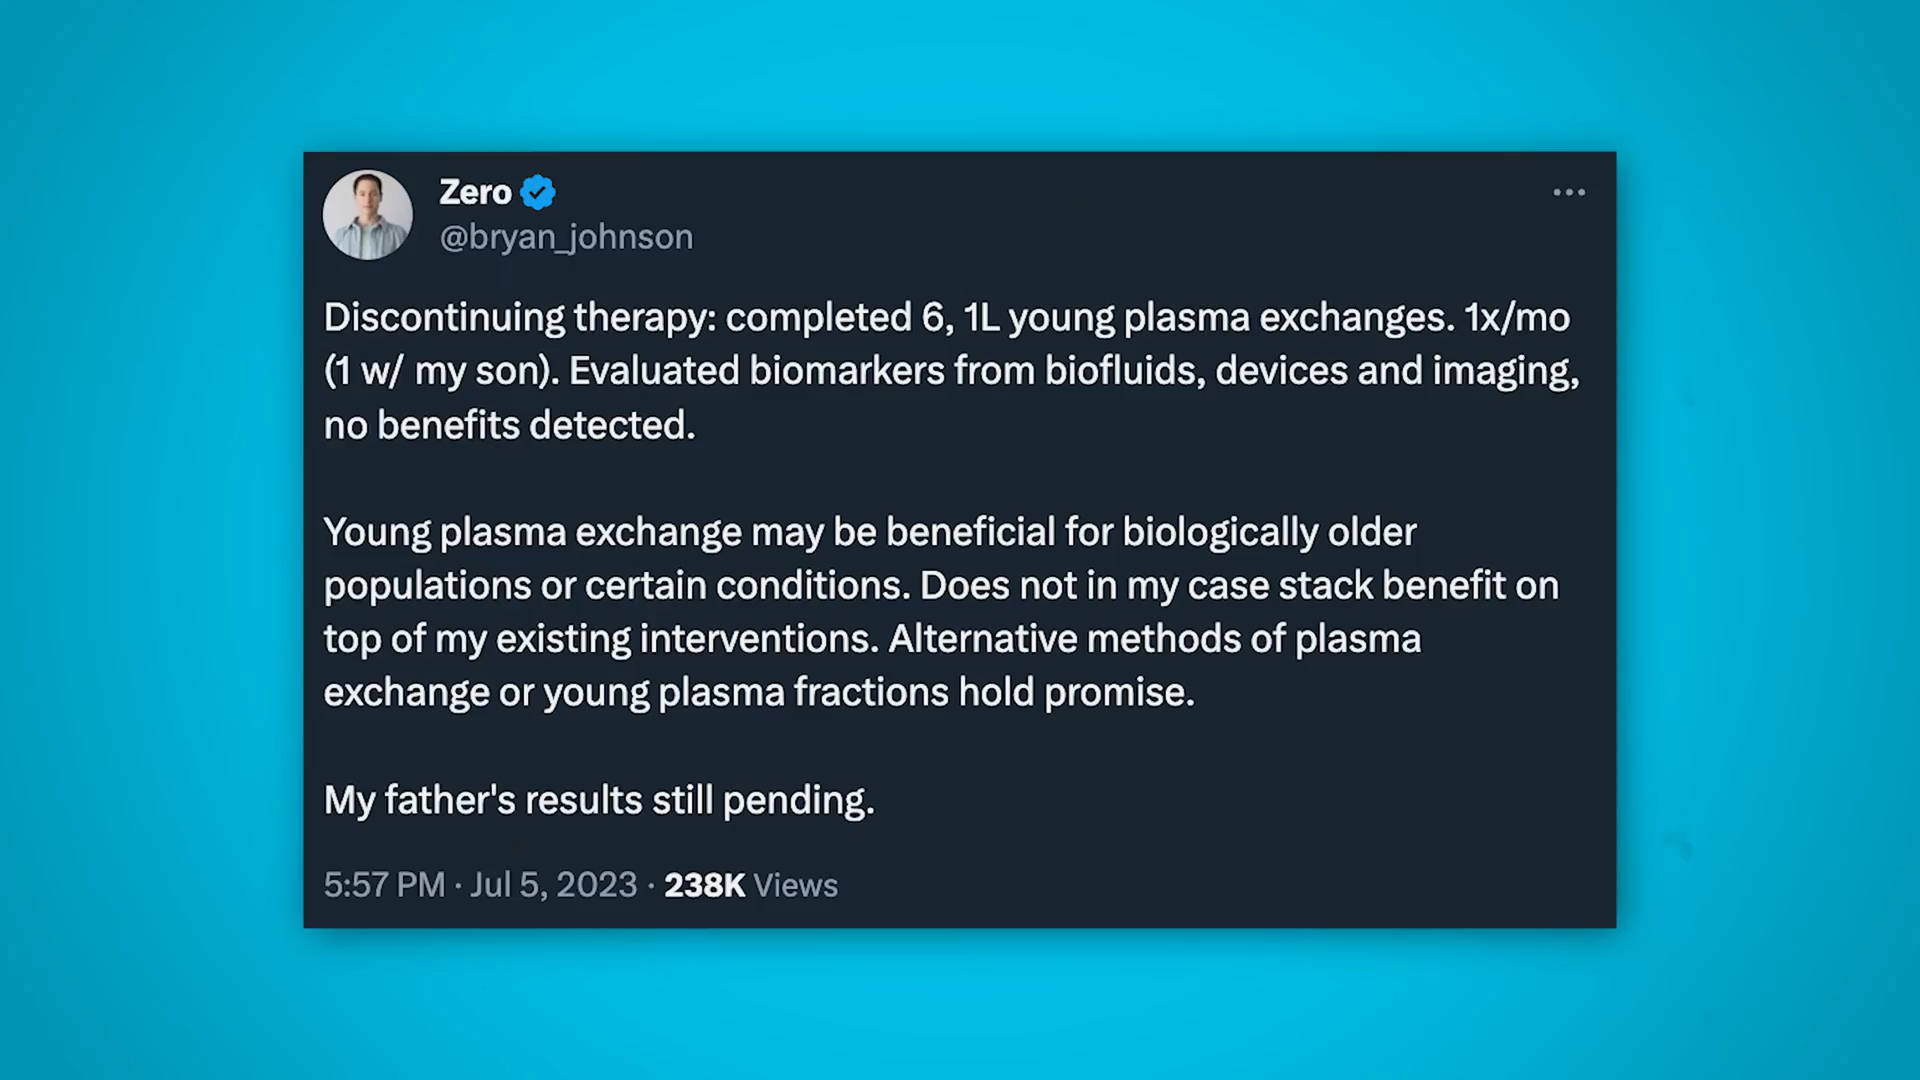 Zero
@bryan_johnson
Discontinuing therapy: completed 6, 1L young plasma exchanges. 1x/mo
(1 w/ my son). Evaluated biomarkers from biofluids, devices and imaging,
no benefits detected.
Young plasma exchange may be beneficial for biologically older
populations or certain conditions. Does not in my case stack benefit on
top of my existing interventions. Alternative methods of plasma
exchange or young plasma fractions hold promise.
My father's results still pending.
5:57 PM · Jul 5, 2023 · 238K Views